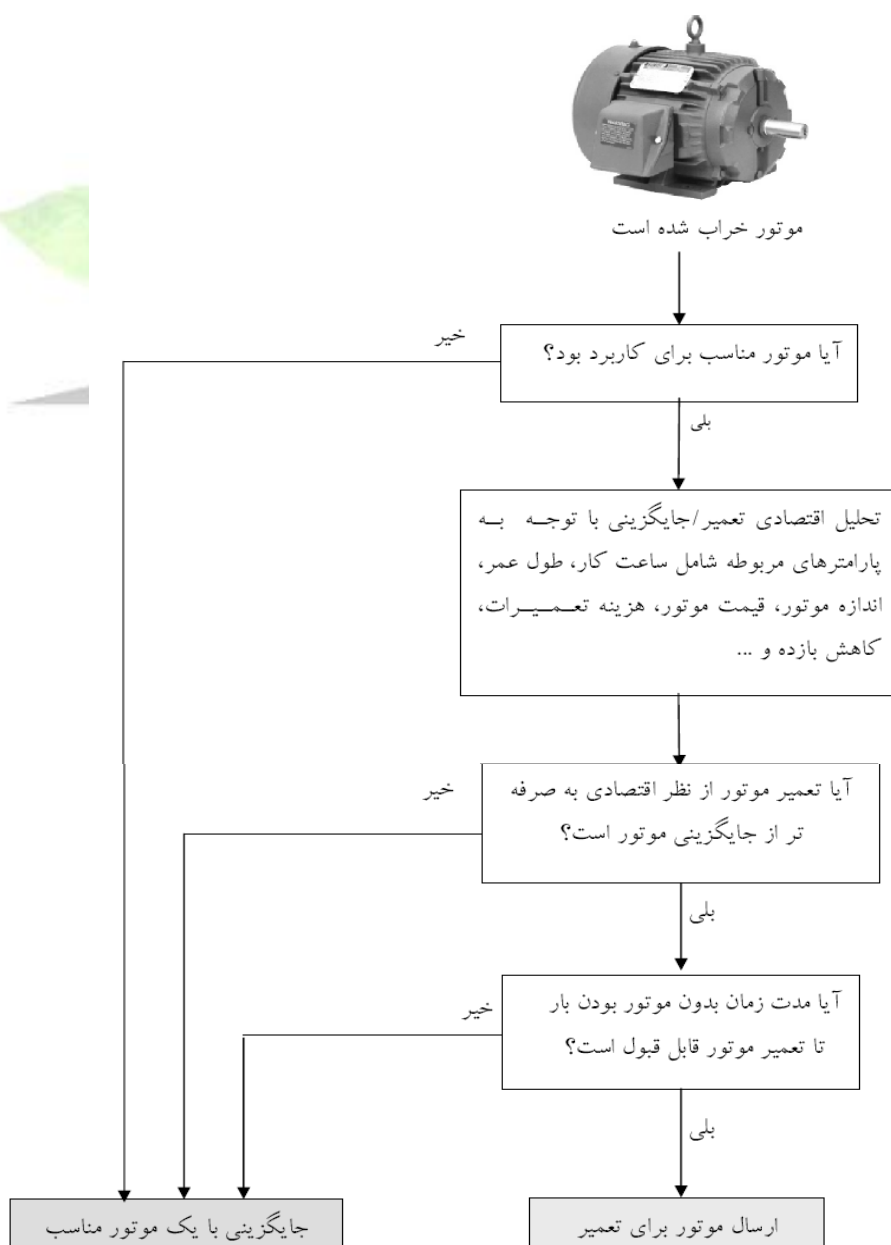 موتور خراب شده است
آیا موتور مناسب برای کاربرد بود؟
خیر
بلی
تحلیل اقتصادی تعمیر/جایگزینی با توجه به
پارامترهای مربوطه شامل ساعت کار، طول عمر،
اندازه موتور، قیمت موتور، هزینه تعمیرات،
کاهش بازده و ...
آیا تعمیر موتور از نظر اقتصادی به صرفه
تر از جایگزینی موتور است؟
خیر
بلی
آیا مدت زمان بدون موتور بودن بار
تا تعمیر موتور قابل قبول است؟
خیر
بلی
ارسال موتور برای تعمیر
جایگزینی با یک موتور مناسب